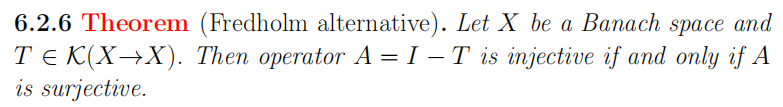 6.2.6 Theorem (Fredholm alternative). Let X be a Banach space and
T ∈ K(X→X). Then operator A = I − T is injective if and only if A
is surjective.